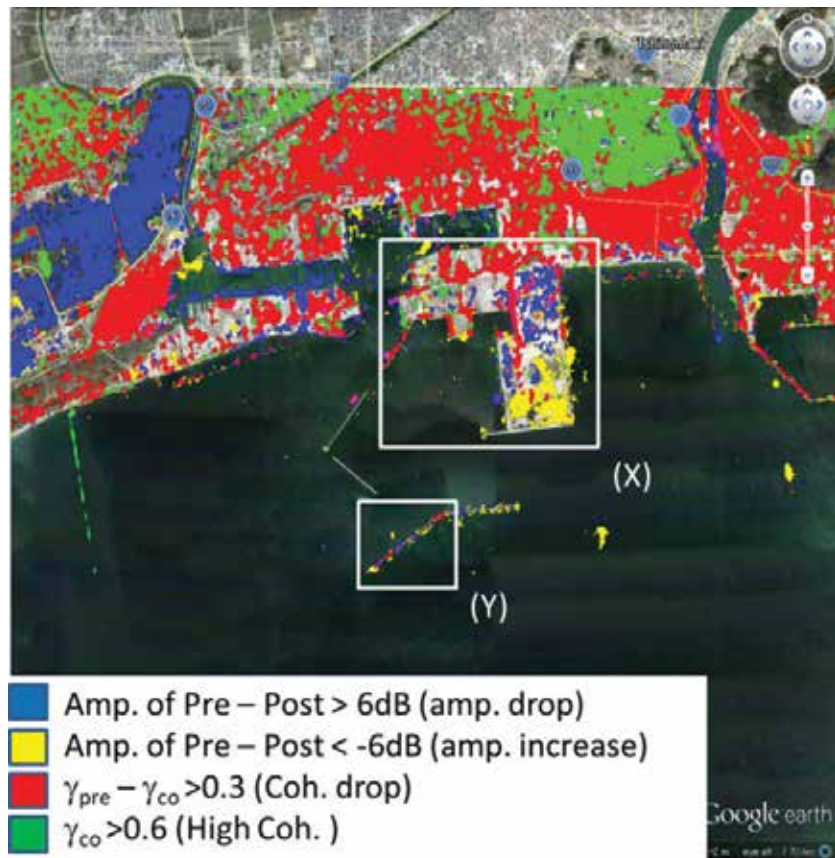 (X)
(Y)
Amp. of Pre – Post > 6dB (amp. drop)
Amp. of Pre – Post < -6dB (amp. increase)
γpre – γco >0.3 (Coh. drop)
γco >0.6 (High Coh. )
Google earth